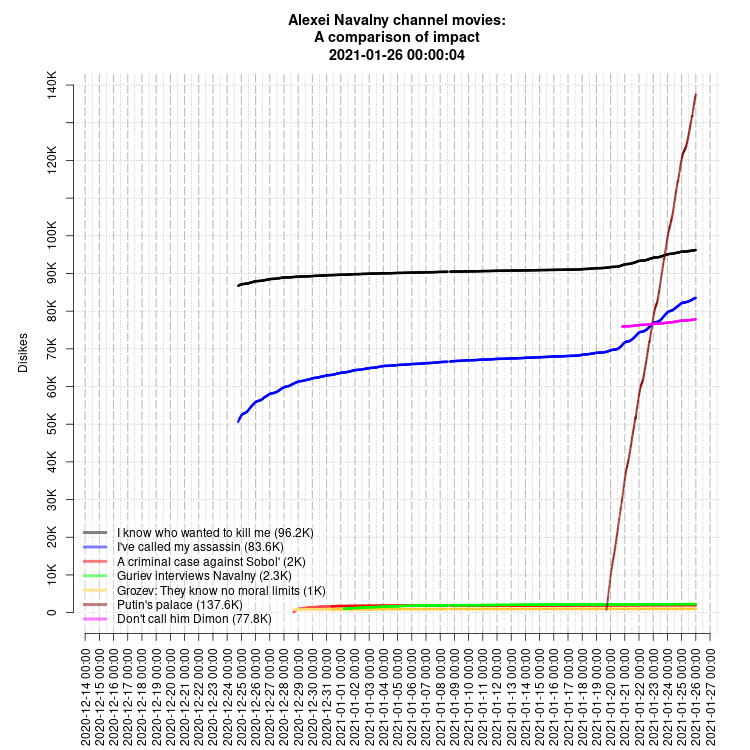 Alexei Navalny channel movies:
A comparison of impact
2021-01-26 00:00:04
Disikes
140K
120K
100K
90K
80K
70K
60K
50K
40K
30K
20K
10K
0
I know who wanted to kill me (96.2K)
I've called my assassin (83.6K)
A criminal case against Sobol' (2K)
Guriev interviews Navalny (2.3K)
Grozev: They know no moral limits (1K)
Putin's palace (137.6K)
Don't call him Dimon (77.8K)
2020-12-14 00:00
2020-12-15 00:00
2020-12-16 00:00
2020-12-17 00:00
2020-12-18 00:00
2020-12-19 00:00
2020-12-20 00:00
2020-12-21 00:00
2020-12-22 00:00
2020-12-23 00:00
2020-12-24 00:00
2020-12-25 00:00
2020-12-26 00:00
2020-12-27 00:00
2020-12-28 00:00
2020-12-29 00:00
2020-12-30 00:00
2020-12-31 00:00
2021-01-01 00:00
2021-01-02 00:00
2021-01-03 00:00
2021-01-04 00:00
2021-01-05 00:00
2021-01-06 00:00
2021-01-07 00:00
2021-01-08 00:00
2021-01-09 00:00
2021-01-10 00:00
2021-01-11 00:00
2021-01-12 00:00
2021-01-13 00:00
2021-01-14 00:00
2021-01-15 00:00
2021-01-16 00:00
2021-01-17 00:00
2021-01-18 00:00
2021-01-19 00:00
2021-01-20 00:00
2021-01-21 00:00
2021-01-22 00:00
2021-01-23 00:00
2021-01-24 00:00
2021-01-25 00:00
2021-01-26 00:00
2021-01-27 00:00